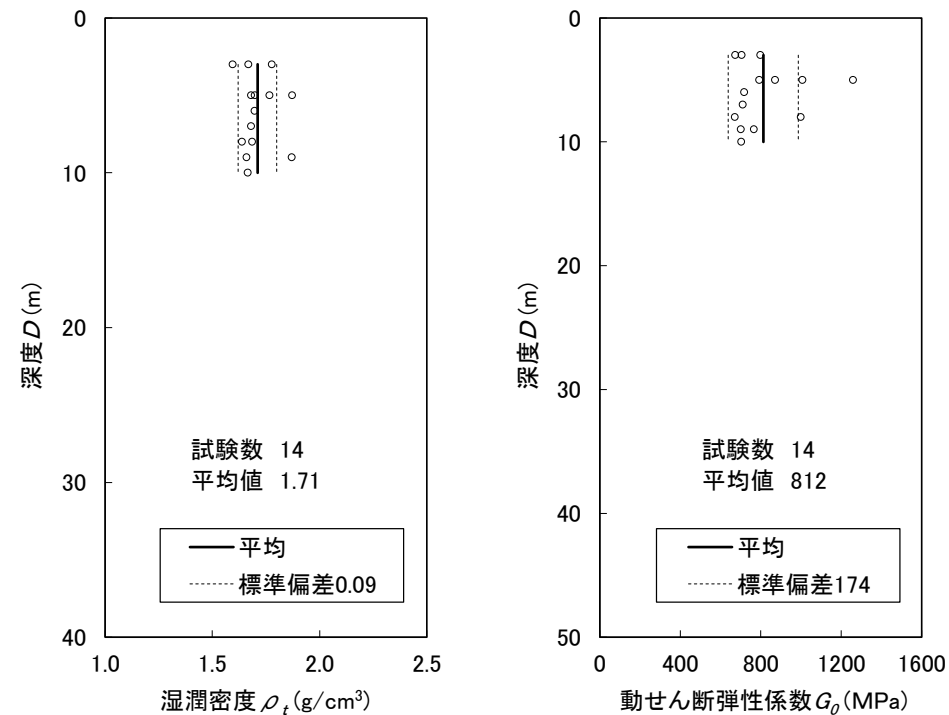 0
10
20
30
40
深度D(m)
試験数 14
平均値 1.71
平均
標準偏差0.09
1.0 1.5 2.0 2.5
湿潤密度 ρt(g/cm³)
0
10
20
30
40
50
深度D(m)
試験数 14
平均値 812
平均
標準偏差174
0 400 800 1200 1600
動せん断弾性係数G0(MPa)